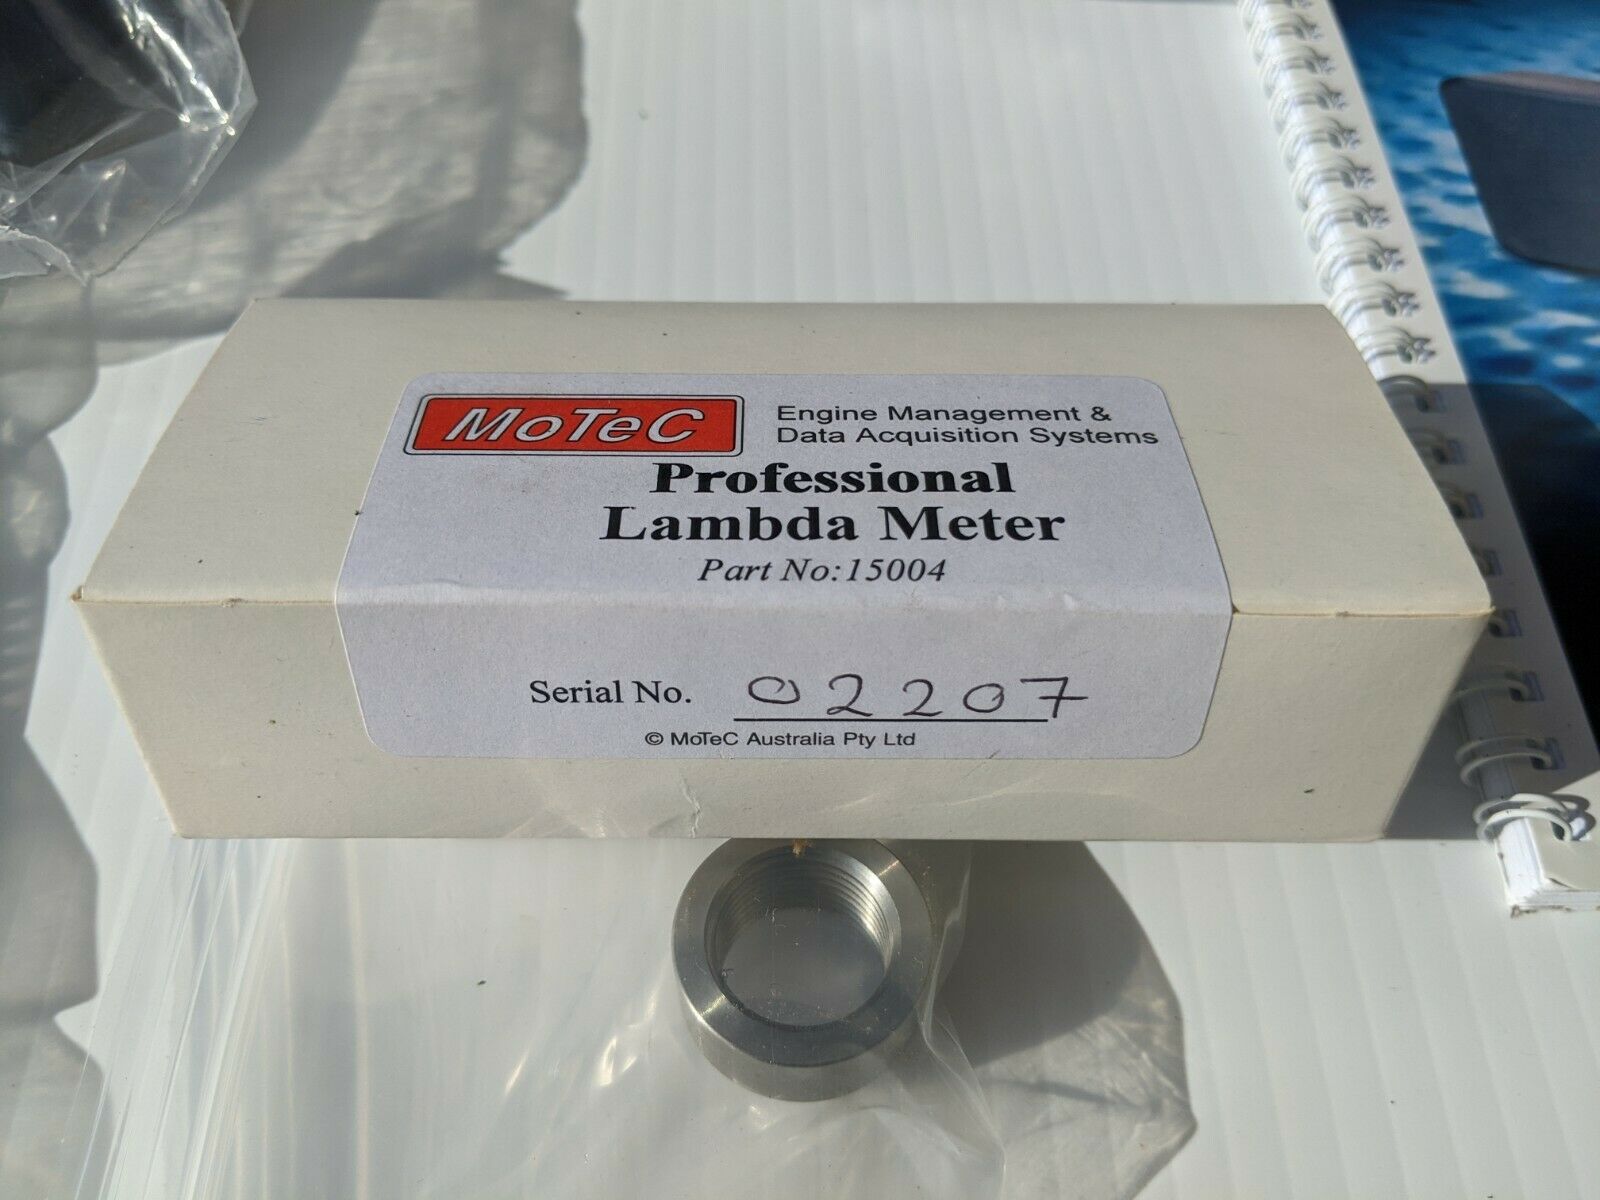 MoTeC
Engine Management &
Data Acquisition Systems
Professional
Lambda Meter
Part No:15004
Serial No. 02207
© MoTeC Australia Pty Ltd